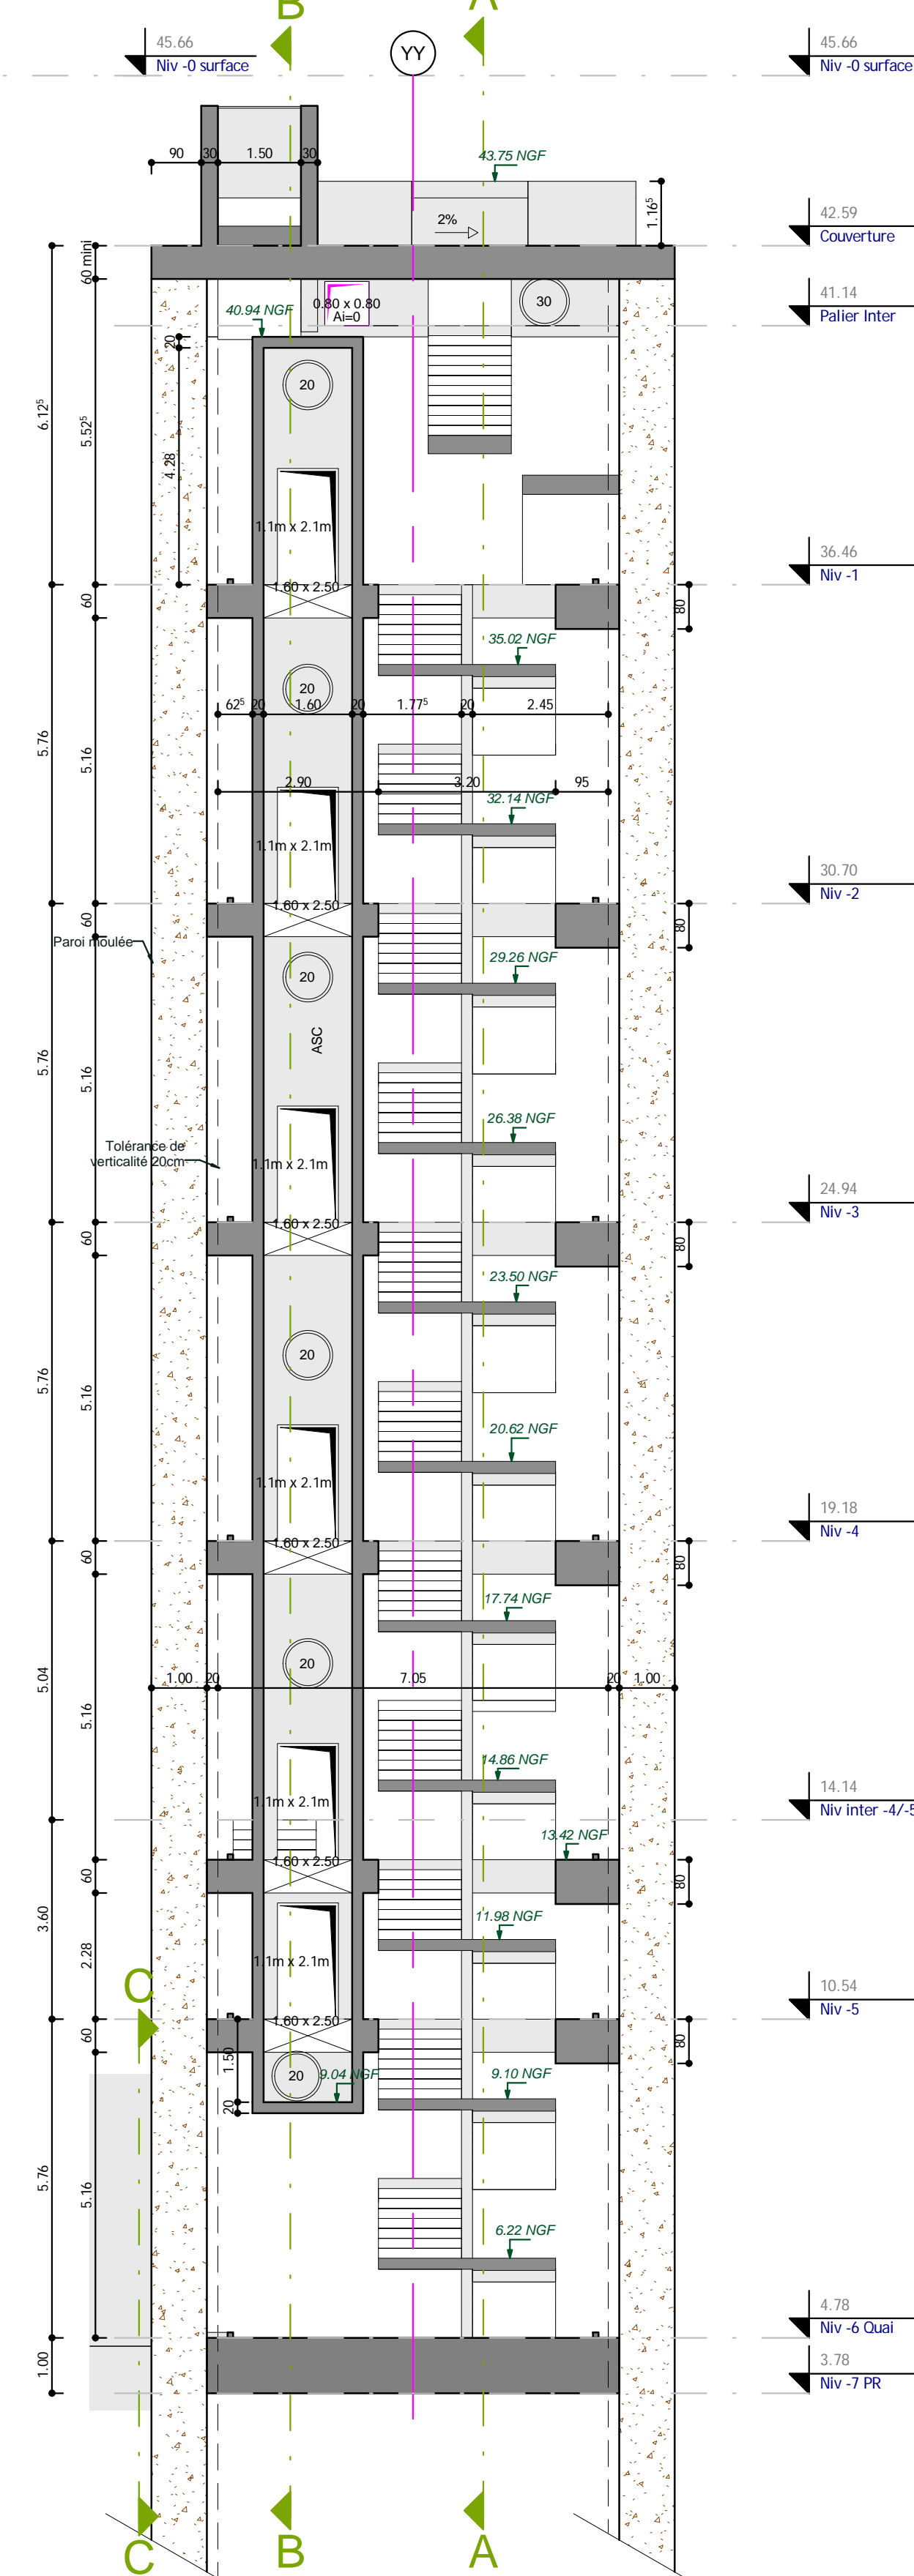 B
A
YY
45.66
Niv -0 surface
45.66
Niv -0 surface
90
30
1.50
30
43.75 NGF
2%
1.16⁵
42.59
Couverture
60 mini
0.80 x 0.80
Ai=0
30
41.14
Palier Inter
40.94 NGF
20
20
6.12⁵
5.52⁵
4.28
1.1m x 2.1m
36.46
Niv -1
1.60 x 2.50
60
80
35.02 NGF
20
62⁵
20
1.60
20
1.77⁵
20
2.45
5.76
5.16
2.90
3.20
95
32.14 NGF
1.1m x 2.1m
30.70
Niv -2
1.60 x 2.50
60
80
Paroi moulée
29.26 NGF
20
ASC
5.76
5.16
26.38 NGF
Tolérance de
verticalité 20cm
1.1m x 2.1m
24.94
Niv -3
1.60 x 2.50
60
80
23.50 NGF
20
5.76
5.16
20.62 NGF
1.1m x 2.1m
19.18
Niv -4
1.60 x 2.50
60
80
17.74 NGF
20
1.00
20
7.05
20
1.00
5.04
5.16
14.86 NGF
1.1m x 2.1m
14.14
Niv inter -4/-5
13.42 NGF
1.60 x 2.50
60
80
11.98 NGF
3.60
2.28
1.1m x 2.1m
C
10.54
Niv -5
1.60 x 2.50
60
80
1.50
20
9.04 NGF
9.10 NGF
20
5.76
5.16
6.22 NGF
4.78
Niv -6 Quai
1.00
3.78
Niv -7 PR
C
B
A